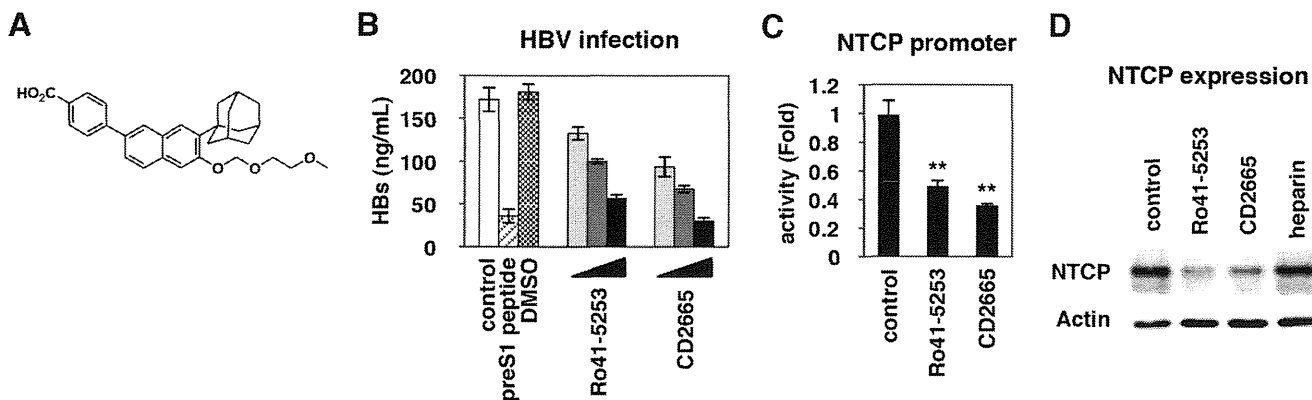 A
HO2C
O
O
O
B
HBV infection
HBs (ng/mL)
200
150
100
50
0
control
preS1 peptide
DMSO
Ro41-5253
CD2665
C
NTCP promoter
activity (Fold)
1.2
1
0.8
0.6
0.4
0.2
0
**
**
control
Ro41-5253
CD2665
D
NTCP expression
control
Ro41-5253
CD2665
heparin
NTCP
Actin